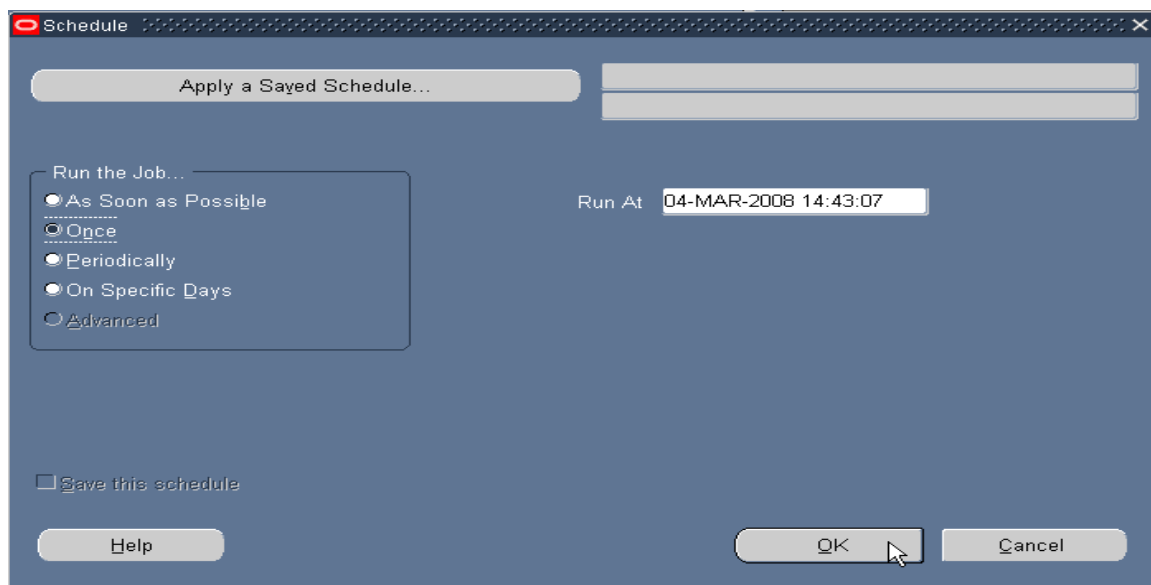 Schedule
Apply a Saved Schedule...
Run the Job...
As Soon as Possible
Run At 04-MAR-2008 14:43:07
Once
Periodically
On Specific Days
Advanced
Save this schedule
Help OK Cancel